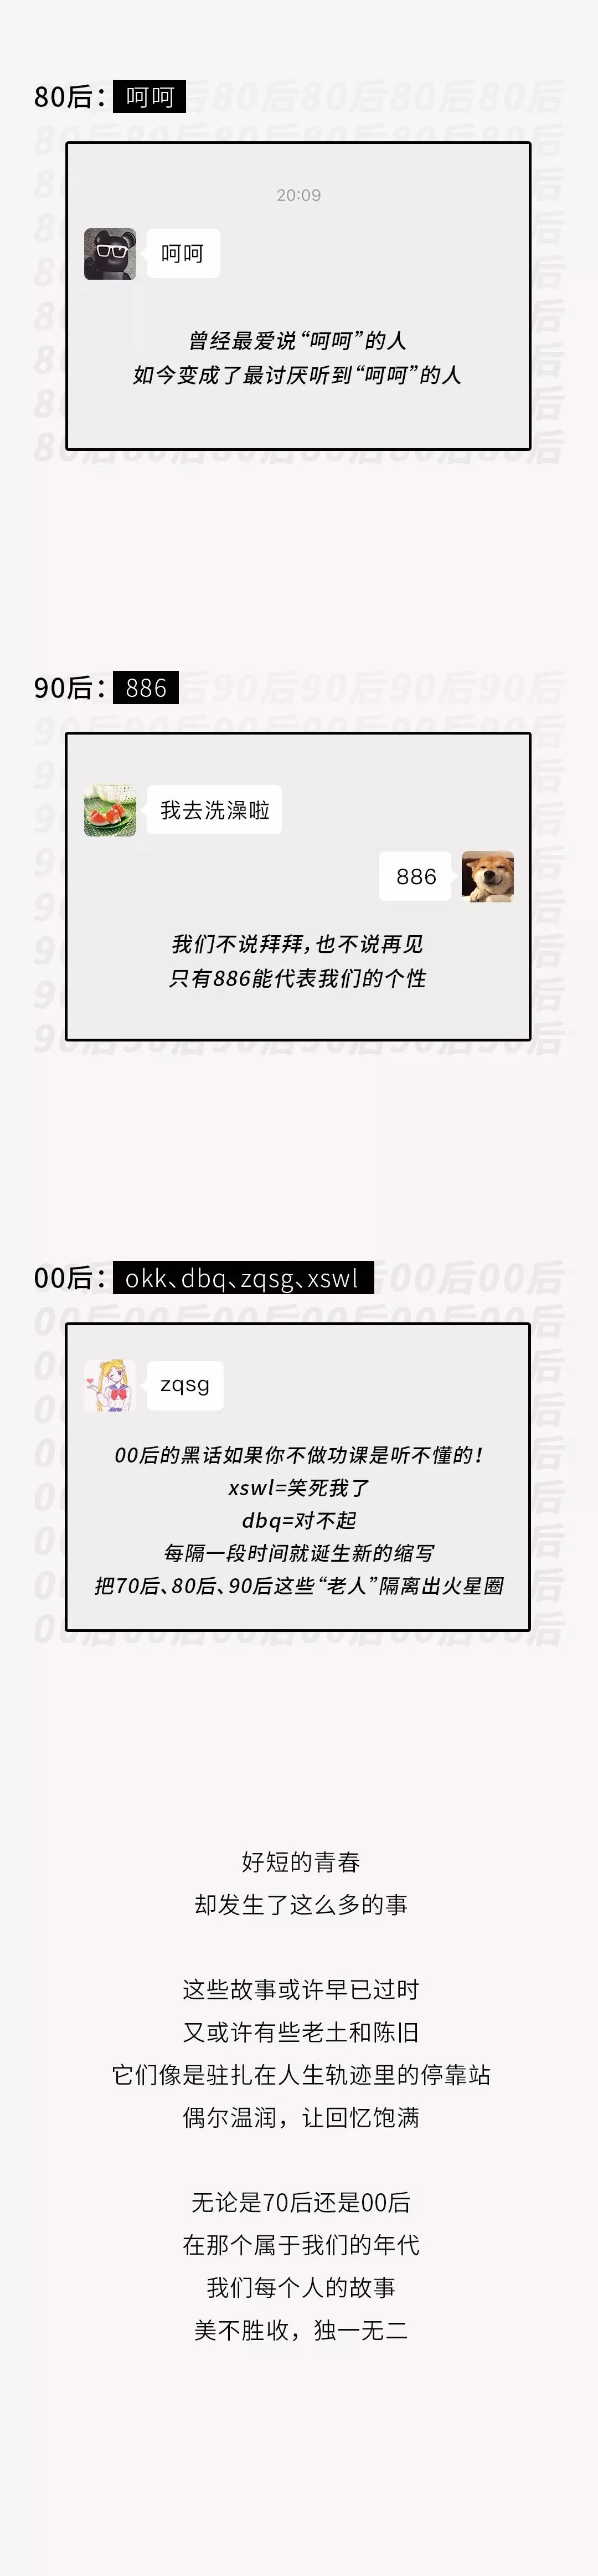 80后：呵呵
20:09
呵呵
曾经最爱说“呵呵”的人
如今变成了最讨厌听到“呵呵”的人
90后：886
我去洗澡啦
886
我们不说拜拜，也不说再见
只有886能代表我们的个性
00后：okk、dbq、zqsg、xswl
zqsg
00后的黑话如果你不做功课是听不懂的！
xswl=笑死我了
dbq=对不起
每隔一段时间就诞生新的缩写
把70后、80后、90后这些“老人”隔离出火星圈
好短的青春
却发生了这么多的事
这些故事或许早已过时
又或许有些老土和陈旧
它们像是驻扎在人生轨迹里的停靠站
偶尔温润，让回忆饱满
无论是70后还是00后
在那个属于我们的年代
我们每个人的故事
美不胜收，独一无二